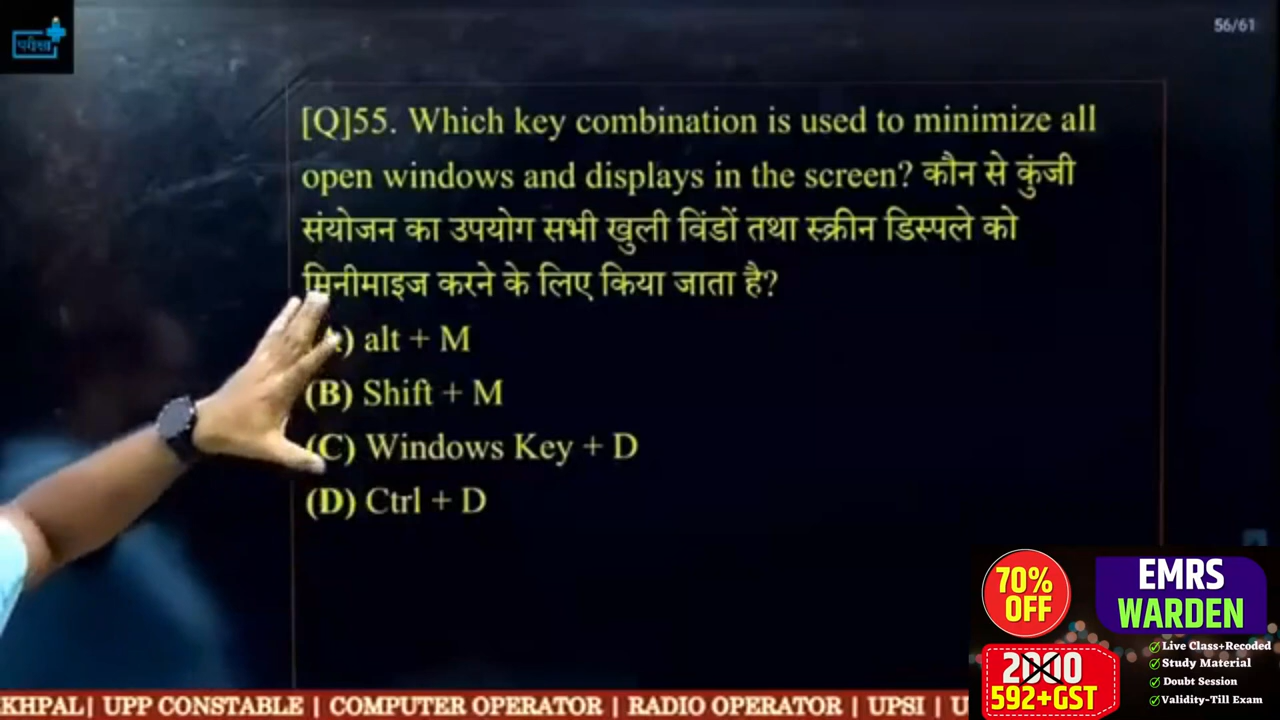 परीक्षा
56/61
[Q]55. Which key combination is used to minimize all
open windows and displays in the screen? कौन से कुंजी
संयोजन का उपयोग सभी खुली विंडों तथा स्क्रीन डिस्पले को
मिनीमाइज करने के लिए किया जाता है?
(A) alt + M
(B) Shift + M
(C) Windows Key + D
(D) Ctrl + D
70%
OFF
EMRS
WARDEN
2000
592+GST
Live Class+Recoded
Study Material
Doubt Session
Validity-Till Exam
KHPAL| UPP CONSTABLE | COMPUTER OPERATOR | RADIO OPERATOR | UPSI | U